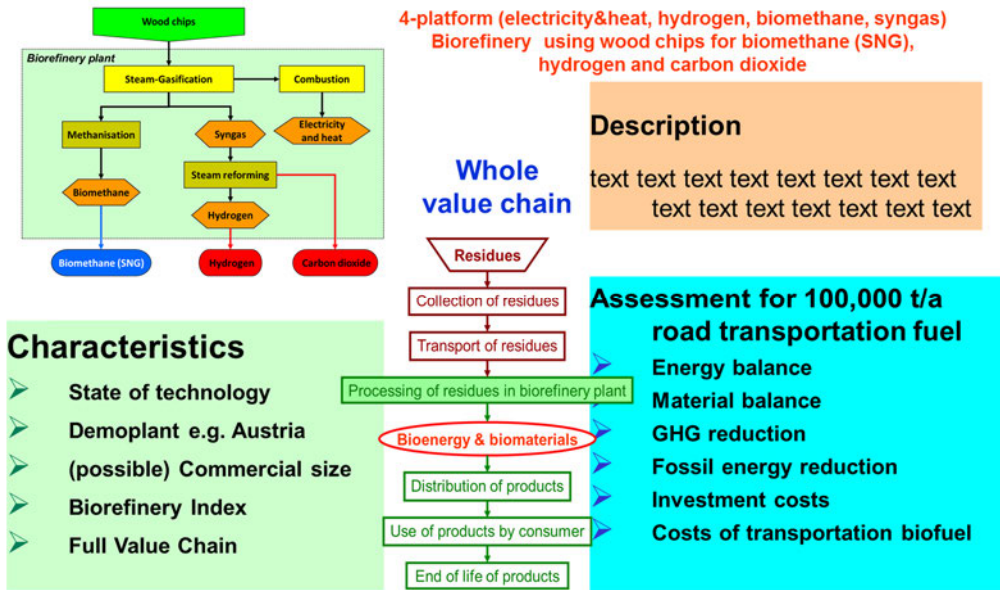 Wood chips
Biorefinery plant
Steam-Gasification
Combustion
Methanisation
Syngas
Electricity
and heat
Steam reforming
Biomethane
Hydrogen
Biomethane (SNG)
Hydrogen
Carbon dioxide
4-platform (electricity&heat, hydrogen, biomethane, syngas)
Biorefinery using wood chips for biomethane (SNG),
hydrogen and carbon dioxide
Description
text text text text text text text text
text text text text text text text
Whole
value chain
Residues
Collection of residues
Transport of residues
Processing of residues in biorefinery plant
Bioenergy & biomaterials
Distribution of products
Use of products by consumer
End of life of products
Characteristics
State of technology
Demoplant e.g. Austria
(possible) Commercial size
Biorefinery Index
Full Value Chain
Assessment for 100,000 t/a
road transportation fuel
Energy balance
Material balance
GHG reduction
Fossil energy reduction
Investment costs
Costs of transportation biofuel